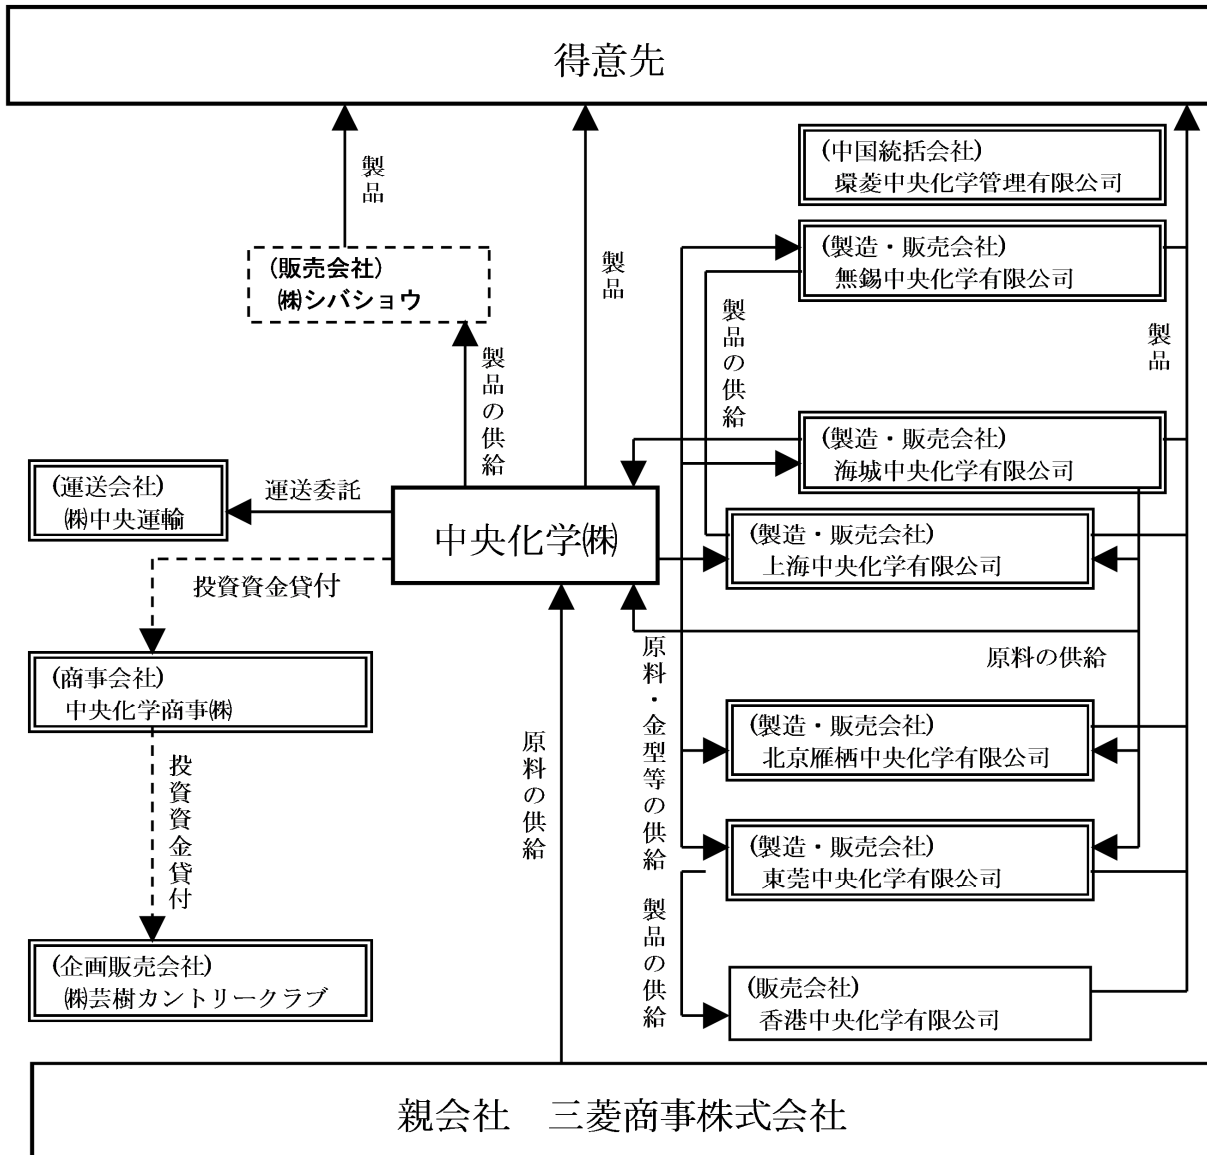 得意先
製品
(販売会社)
㈱シバショウ
製品の供給
製品
(中国統括会社)
環菱中央化学管理有限公司
(製造・販売会社)
無錫中央化学有限公司
製品の供給
製品
(製造・販売会社)
海城中央化学有限公司
(運送会社)
㈱中央運輸
運送委託
中央化学㈱
(製造・販売会社)
上海中央化学有限公司
投資資金貸付
原料の供給
(商事会社)
中央化学商事㈱
原料・金型等の供給
(製造・販売会社)
北京雁栖中央化学有限公司
投資資金貸付
原料の供給
(製造・販売会社)
東莞中央化学有限公司
製品の供給
(企画販売会社)
㈱芸樹カントリークラブ
(販売会社)
香港中央化学有限公司
親会社　三菱商事株式会社